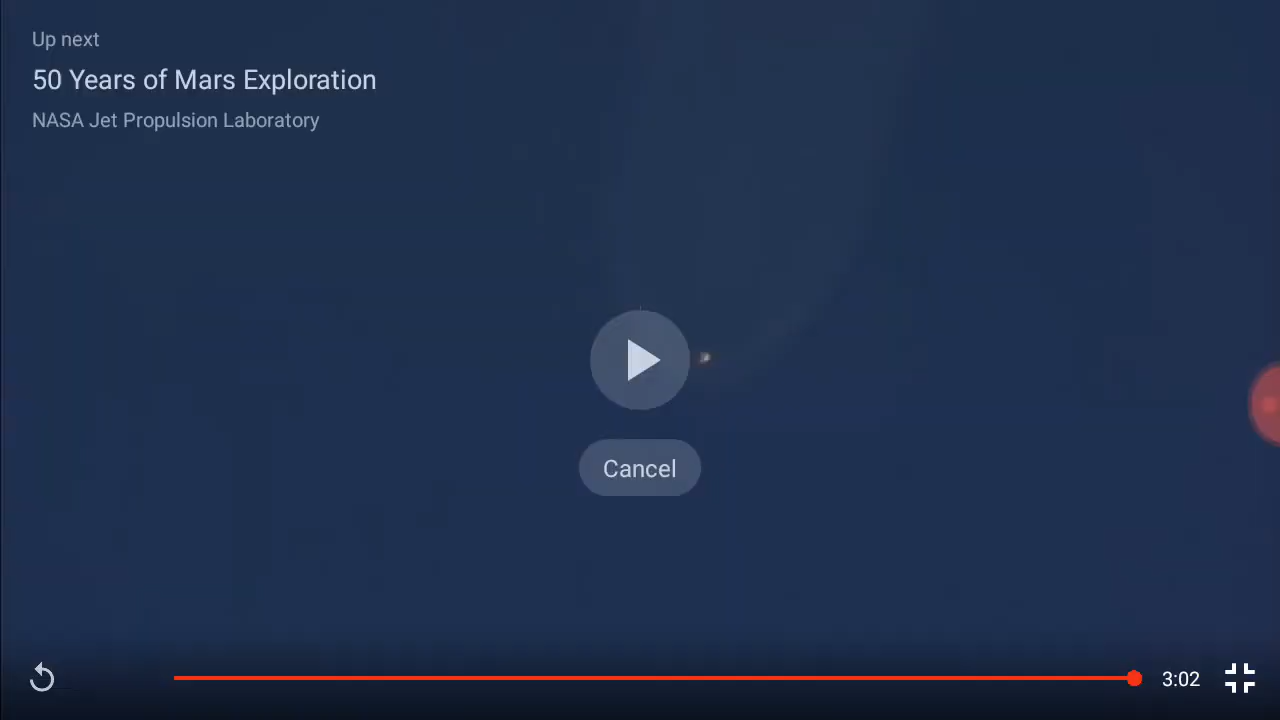 Up next
50 Years of Mars Exploration
NASA Jet Propulsion Laboratory
Cancel
3:02